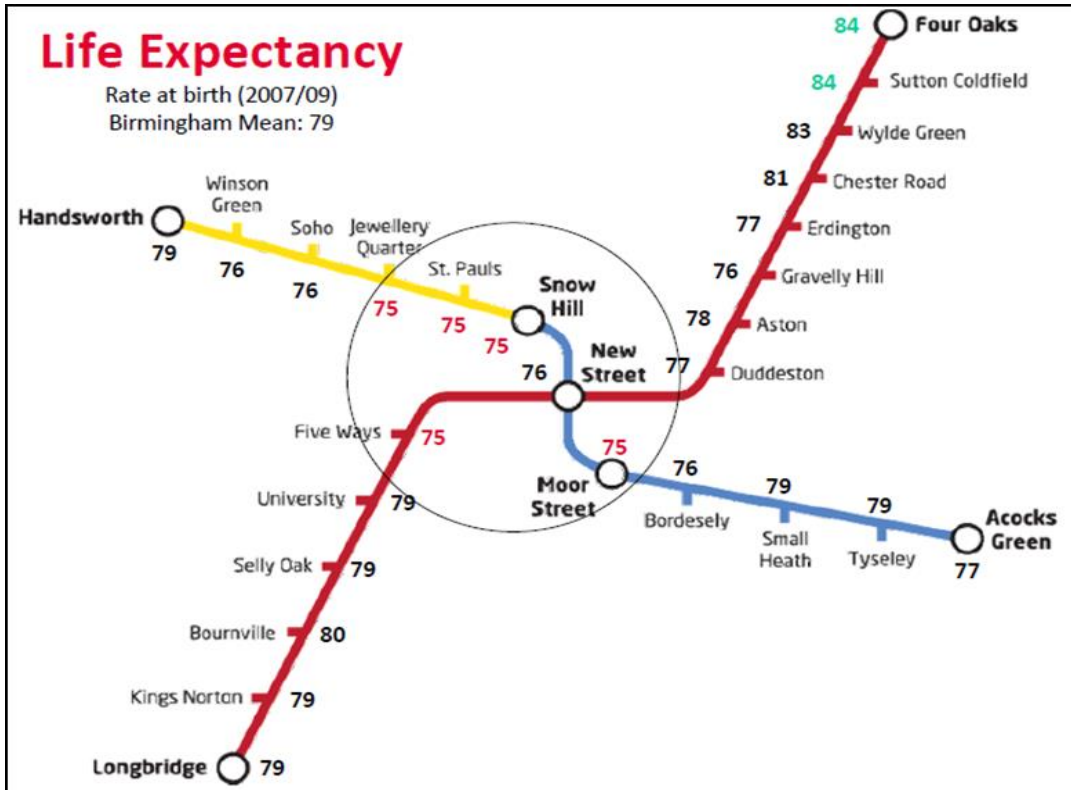 Life Expectancy
Rate at birth (2007/09)
Birmingham Mean: 79
84
Four Oaks
84
Sutton Coldfield
83
Wylde Green
81
Chester Road
77
Erdington
76
Gravelly Hill
78
Aston
77
Duddeston
Handsworth
79
Winson
Green
76
Soho
76
Jewellery
Quarter
75
St. Pauls
75
Snow
Hill
75
New
Street
76
Five Ways
75
University
79
Selly Oak
79
Bournville
80
Kings Norton
79
Longbridge
79
75
Moor
Street
76
Bordesely
79
Small
Heath
79
Tyseley
Acocks
Green
77